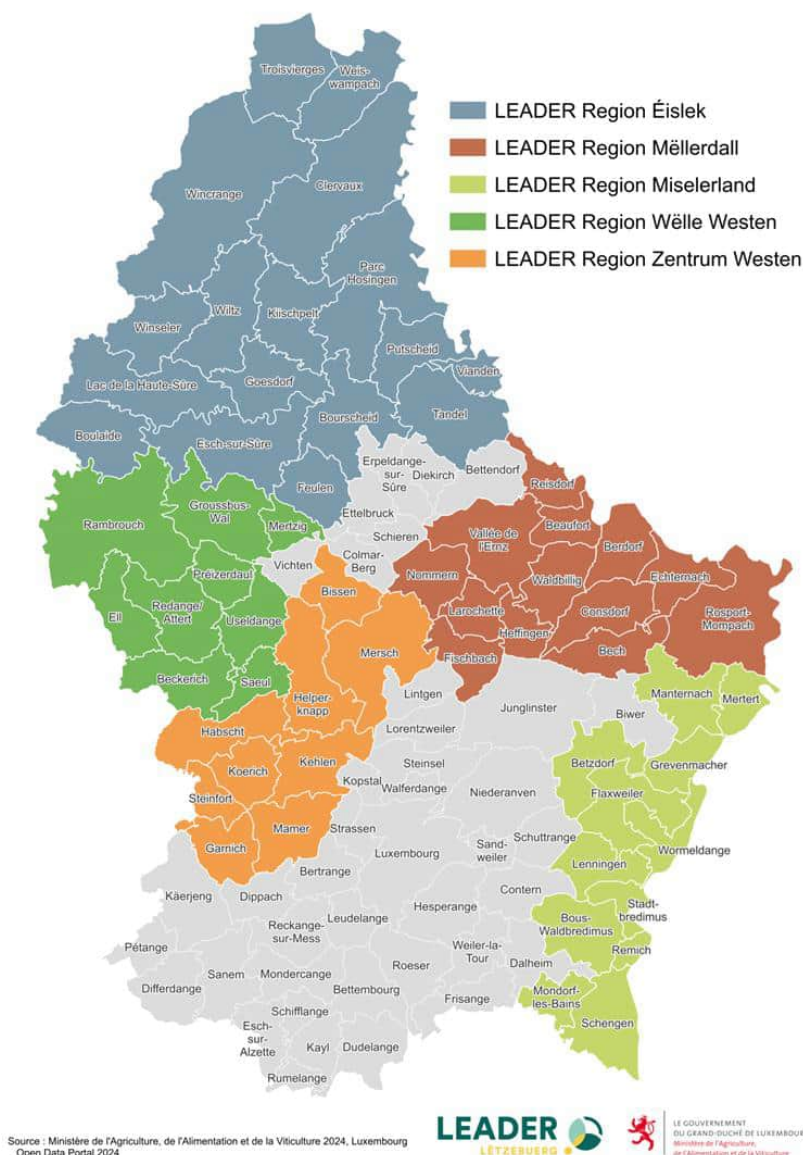 Troisvierges
Weis-
wampach
LEADER Region Éislek
LEADER Region Mëllerdall
LEADER Region Miselerland
LEADER Region Wëlle Westen
LEADER Region Zentrum Westen
Wincrange
Clervaux
Parc
Hosingen
Wiltz
Kiischpelt
Winseler
Putscheid
Vianden
Lac de la Haute-Sûre
Goesdorf
Tandel
Bourscheid
Boulaide
Esch-sur-Sûre
Feulen
Erpeldange-
sur-
Sûre
Diekirch
Bettendorf
Reisdorf
Rambrouch
Groussbus-
Wal
Mertzig
Ettelbruck
Schieren
Vallée de
l'Ernz
Beaufort
Berdorf
Vichten
Colmar-
Berg
Préizerdaul
Nommern
Waldbillig
Echternach
Bissen
Ell
Redange/
Attert
Useldange
Larochette
Heffingen
Consdorf
Rosport-
Mompach
Mersch
Fischbach
Bech
Beckerich
Saeul
Helper-
knapp
Lintgen
Junglinster
Biwer
Manternach
Mertert
Habscht
Lorentzweiler
Koerich
Kehlen
Steinsel
Betzdorf
Grevenmacher
Kopstal
Walferdange
Niederanven
Flaxweiler
Steinfort
Mamer
Strassen
Garnich
Luxembourg
Sand-
weiler
Schuttrange
Wormeldange
Lenningen
Bertrange
Käerjeng
Dippach
Contern
Hesperange
Leudelange
Reckange-
sur-Mess
Bous-
Waldbredimus
Stadt-
bredimus
Remich
Pétange
Weiler-la-
Tour
Dalheim
Sanem
Mondercange
Roeser
Differdange
Bettembourg
Frisange
Mondorf-
les-Bains
Schengen
Schifflange
Esch-
sur-
Alzette
Kayl
Dudelange
Rumelange
Source : Ministère de l'Agriculture, de l'Alimentation et de la Viticulture 2024, Luxembourg
Open Data Portal 2024
LEADER
LËTZEBUERG
LE GOUVERNEMENT
DU GRAND-DUCHÉ DE LUXEMBOURG
Ministère de l'Agriculture,
de l'Alimentation et de la Viticulture